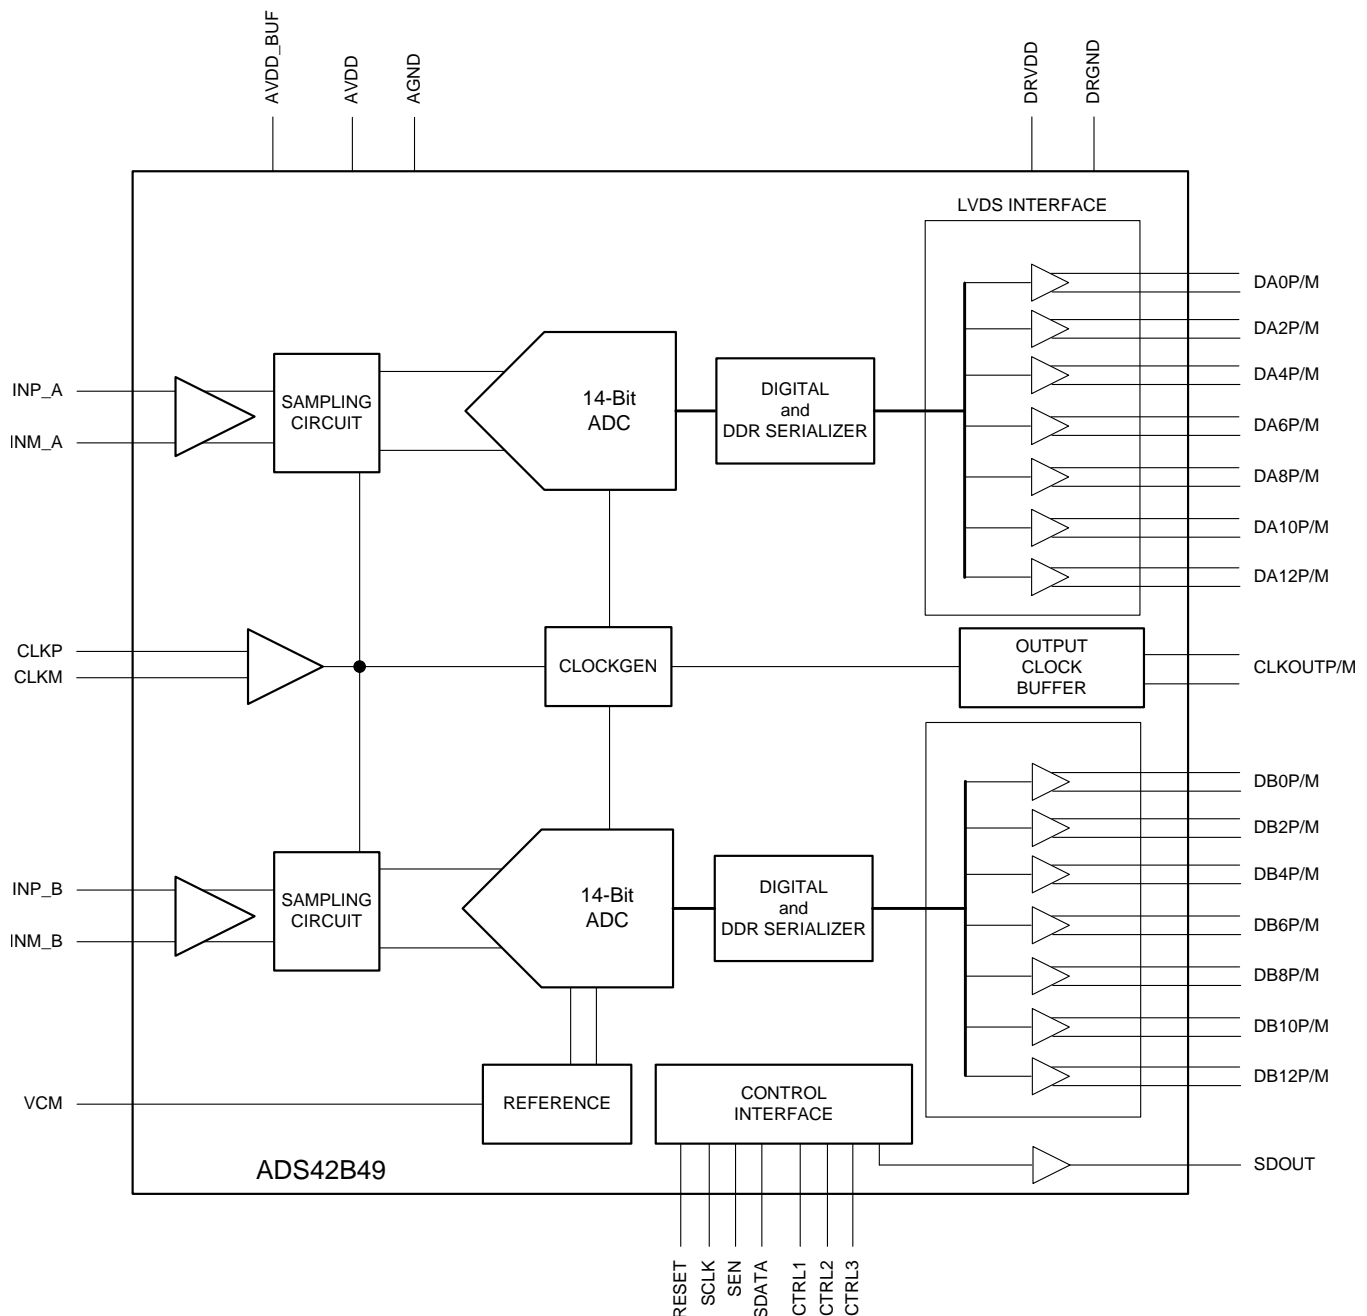 AVDD_BUF
AVDD
AGND
DRVDD
DRGND
LVDS INTERFACE
INP_A
INM_A
SAMPLING
CIRCUIT
14-Bit
ADC
DIGITAL
and
DDR SERIALIZER
DA0P/M
DA2P/M
DA4P/M
DA6P/M
DA8P/M
DA10P/M
DA12P/M
CLKP
CLKM
CLOCKGEN
OUTPUT
CLOCK
BUFFER
CLKOUTP/M
INP_B
INM_B
SAMPLING
CIRCUIT
14-Bit
ADC
DIGITAL
and
DDR SERIALIZER
DB0P/M
DB2P/M
DB4P/M
DB6P/M
DB8P/M
DB10P/M
DB12P/M
VCM
REFERENCE
CONTROL
INTERFACE
ADS42B49
SDOUT
RESET
SCLK
SEN
SDATA
CTRL1
CTRL2
CTRL3